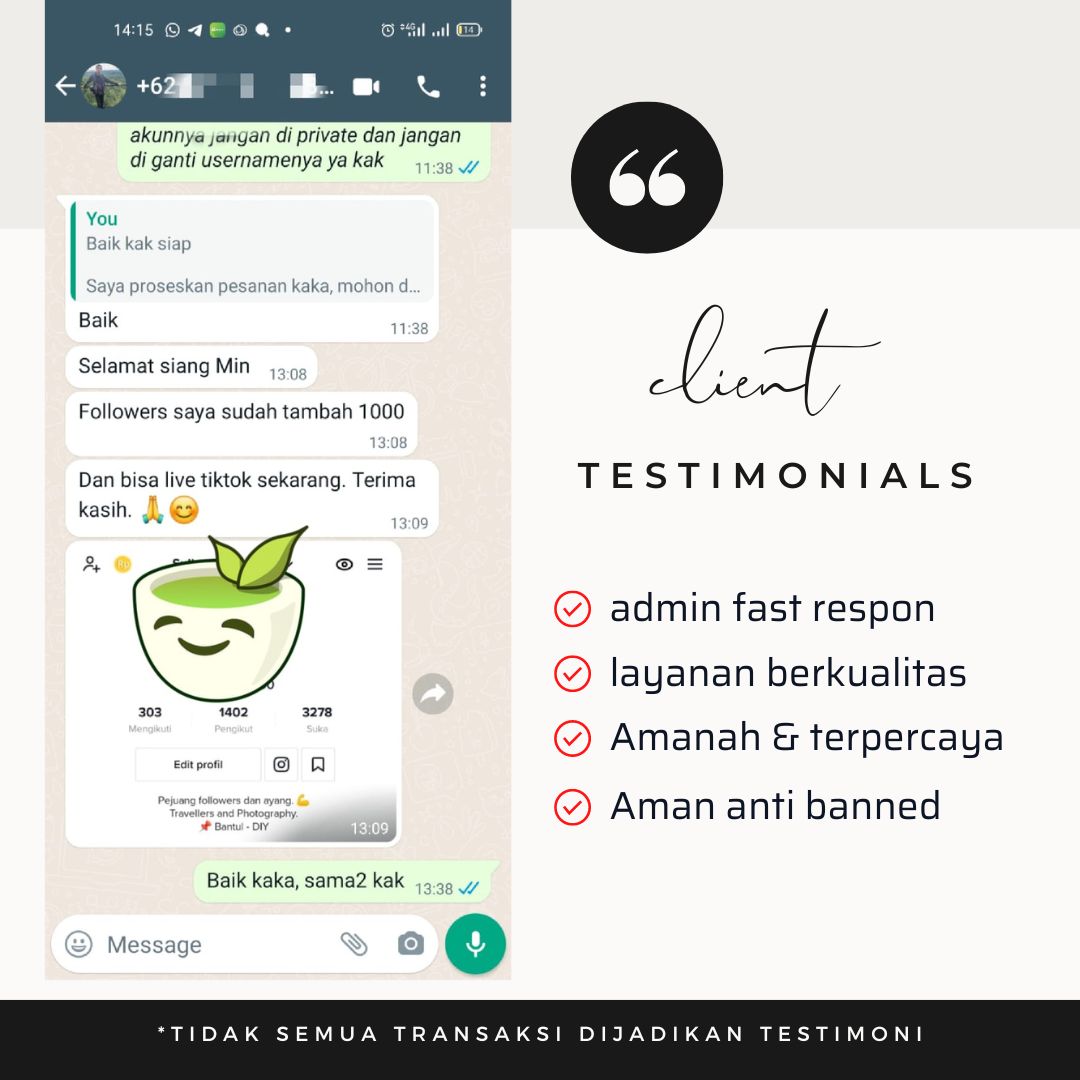 14:15
4G
14
+62
akunnya jangan di private dan jangan
di ganti usernamenya ya kak
11:38
You
Baik kak siap
Saya proseskan pesanan kaka, mohon d...
Baik
11:38
Selamat siang Min
13:08
Followers saya sudah tambah 1000
13:08
Dan bisa live tiktok sekarang. Terima
kasih. 🙏😊
13:09
303 1402 3278
Mengikuti Pengikut Suka
Edit profil
Pejuang followers dan ayang. 💪
Travellers and Photography.
📌 Bantul - DIY
13:09
Baik kaka, sama2 kak
13:38
Message
client
TESTIMONIALS
admin fast respon
layanan berkualitas
Amanah & terpercaya
Aman anti banned
*TIDAK SEMUA TRANSAKSI DIJADIKAN TESTIMONI